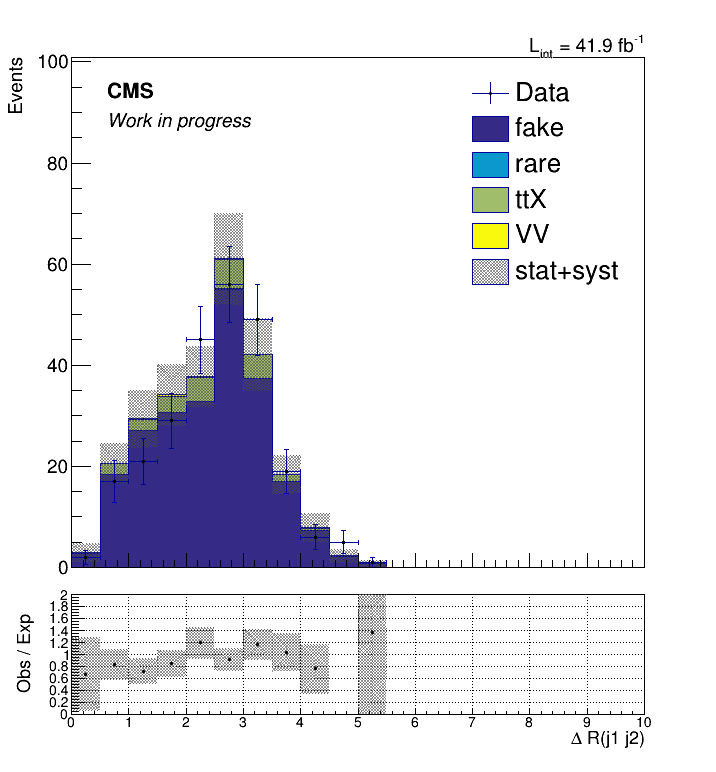 L_int = 41.9 fb^-1
Events
100
80
60
40
20
0
CMS
Work in progress
Data
fake
rare
ttX
VV
stat+syst
Obs / Exp
2
1.8
1.6
1.4
1.2
1
0.8
0.6
0.4
0.2
0
0 1 2 3 4 5 6 7 8 9 10
Δ R(j1 j2)